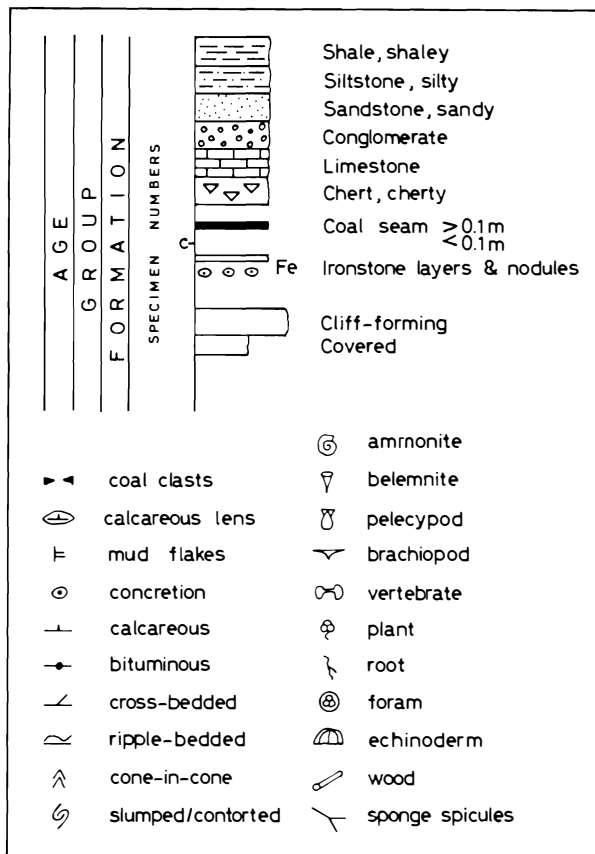 AGE
GROUP
FORMATION
SPECIMEN NUMBERS
Shale, shaley
Siltstone, silty
Sandstone, sandy
Conglomerate
Limestone
Chert, cherty
Coal seam >0.1m
c <0.1m
Fe Ironstone layers & nodules
Cliff-forming
Covered
coal clasts
calcareous lens
mud flakes
concretion
calcareous
bituminous
cross-bedded
ripple-bedded
cone-in-cone
slumped/contorted
ammonite
belemnite
pelecypod
brachiopod
vertebrate
plant
root
foram
echinoderm
wood
sponge spicules